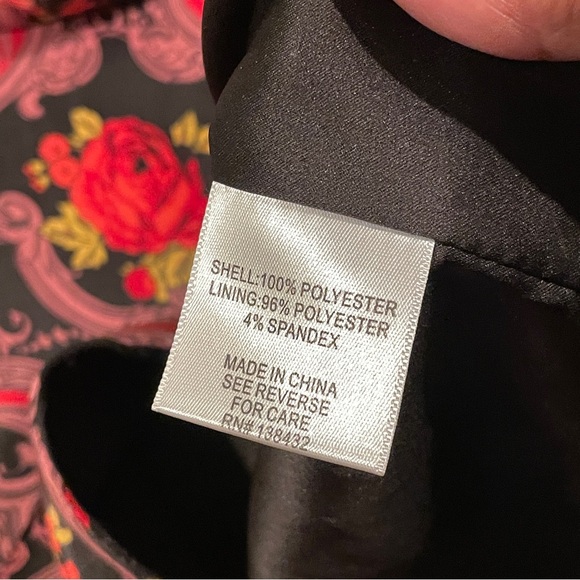 SHELL:100% POLYESTER
LINING:96% POLYESTER
4% SPANDEX
MADE IN CHINA
SEE REVERSE
FOR CARE
RN# 138432